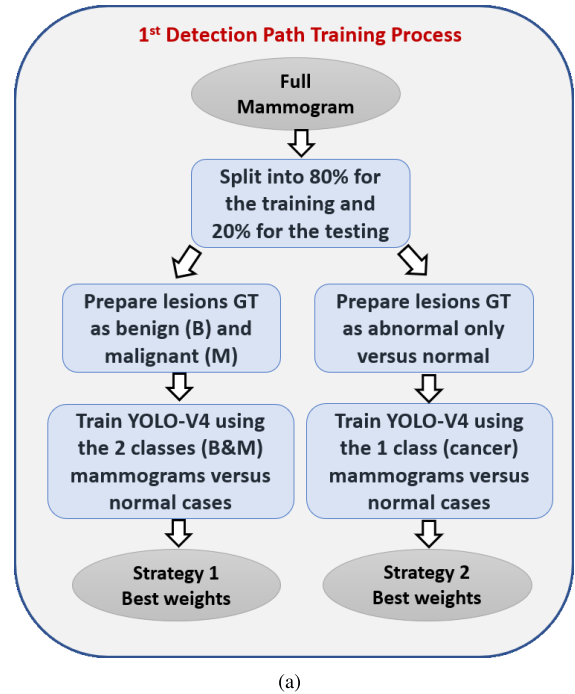 1st Detection Path Training Process
Full
Mammogram
Split into 80% for
the training and
20% for the testing
Prepare lesions GT
as benign (B) and
malignant (M)
Prepare lesions GT
as abnormal only
versus normal
Train YOLO-V4 using
the 2 classes (B&M)
mammograms versus
normal cases
Train YOLO-V4 using
the 1 class (cancer)
mammograms versus
normal cases
Strategy 1
Best weights
Strategy 2
Best weights
(a)